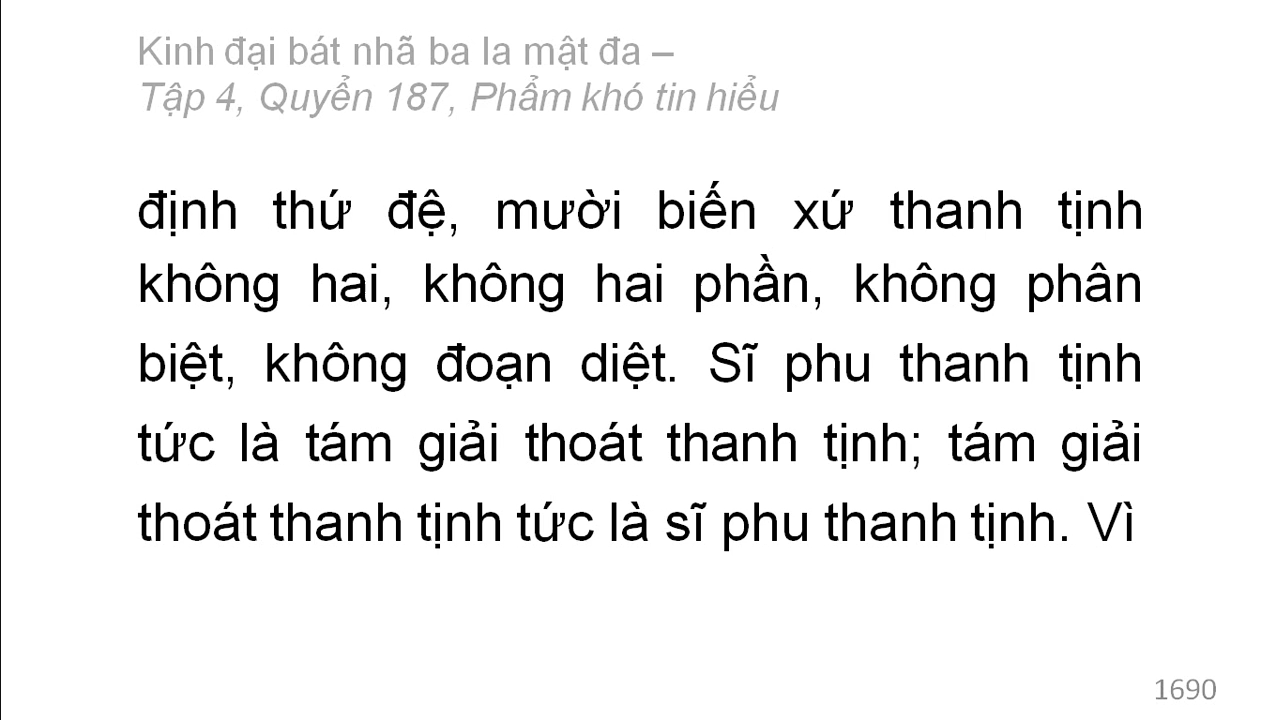 Kinh đại bát nhã ba la mật đa –
Tập 4, Quyển 187, Phẩm khó tin hiểu
định thứ đệ, mười biến xứ thanh tịnh
không hai, không hai phần, không phân
biệt, không đoạn diệt. Sĩ phu thanh tịnh
tức là tám giải thoát thanh tịnh; tám giải
thoát thanh tịnh tức là sĩ phu thanh tịnh. Vì
1690